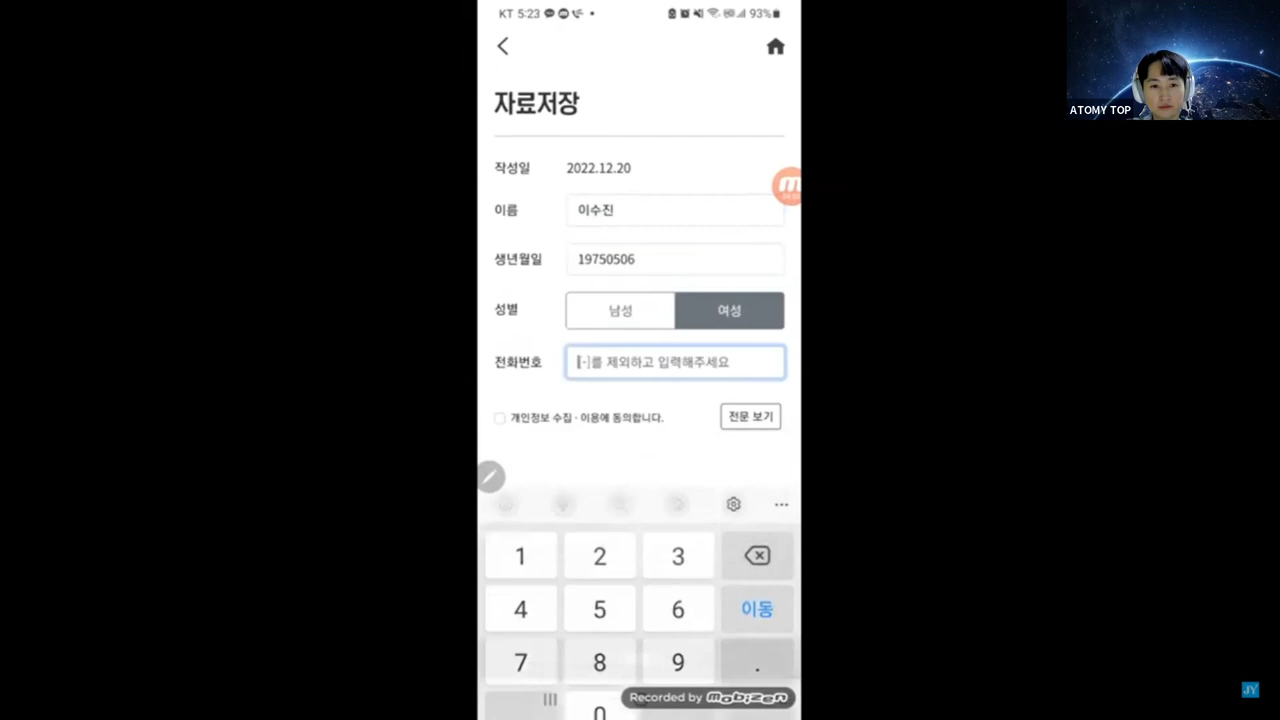 KT 5:23
93%
ATOMY TOP
자료저장
작성일 2022.12.20
이름 이수진
생년월일 19750506
성별 남성 여성
전화번호 [-]를 제외하고 입력해주세요
개인정보 수집 · 이용에 동의합니다. 전문 보기
1 2 3
4 5 6 이동
7 8 9 .
0
Recorded by mobizen
JY